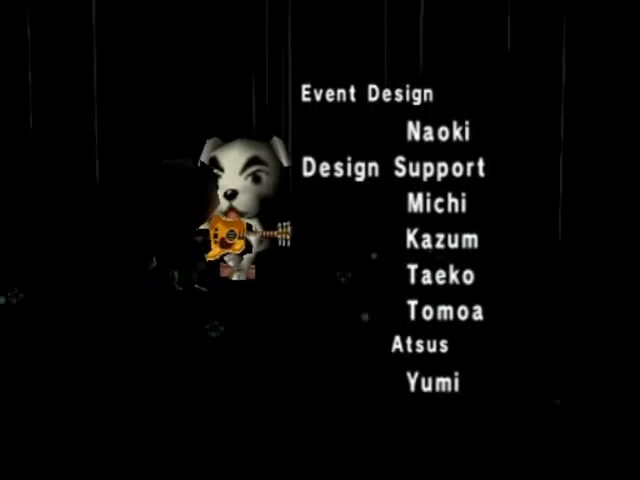 Event Design
Naoki
Design Support
Michi
Kazum
Taeko
Tomoa
Atsus
Yumi